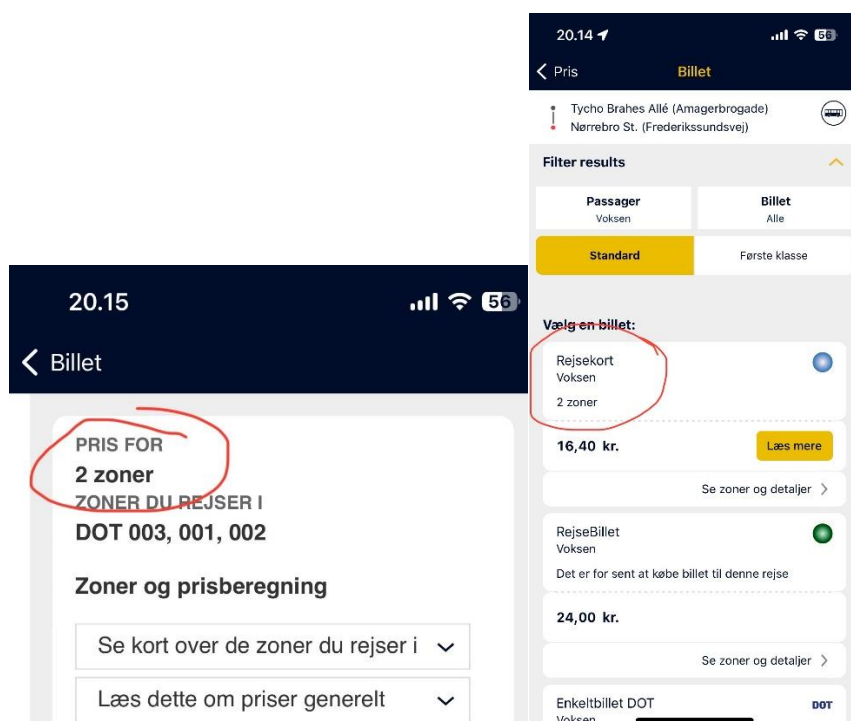 20.15
56
Billet
PRIS FOR
2 zoner
ZONER DU REJSER I
DOT 003, 001, 002
Zoner og prisberegning
Se kort over de zoner du rejser i
Læs dette om priser generelt
20.14
56
Pris
Billet
Tycho Brahes Allé (Amagerbrogade)
Nørrebro St. (Frederikssundsvej)
Filter results
Passager
Voksen
Billet
Alle
Standard
Første klasse
Vælg en billet:
Rejsekort
Voksen
2 zoner
16,40 kr.
Læs mere
Se zoner og detaljer
RejseBillet
Voksen
Det er for sent at købe billet til denne rejse
24,00 kr.
Se zoner og detaljer
Enkeltbillet DOT
DOT
Voksen